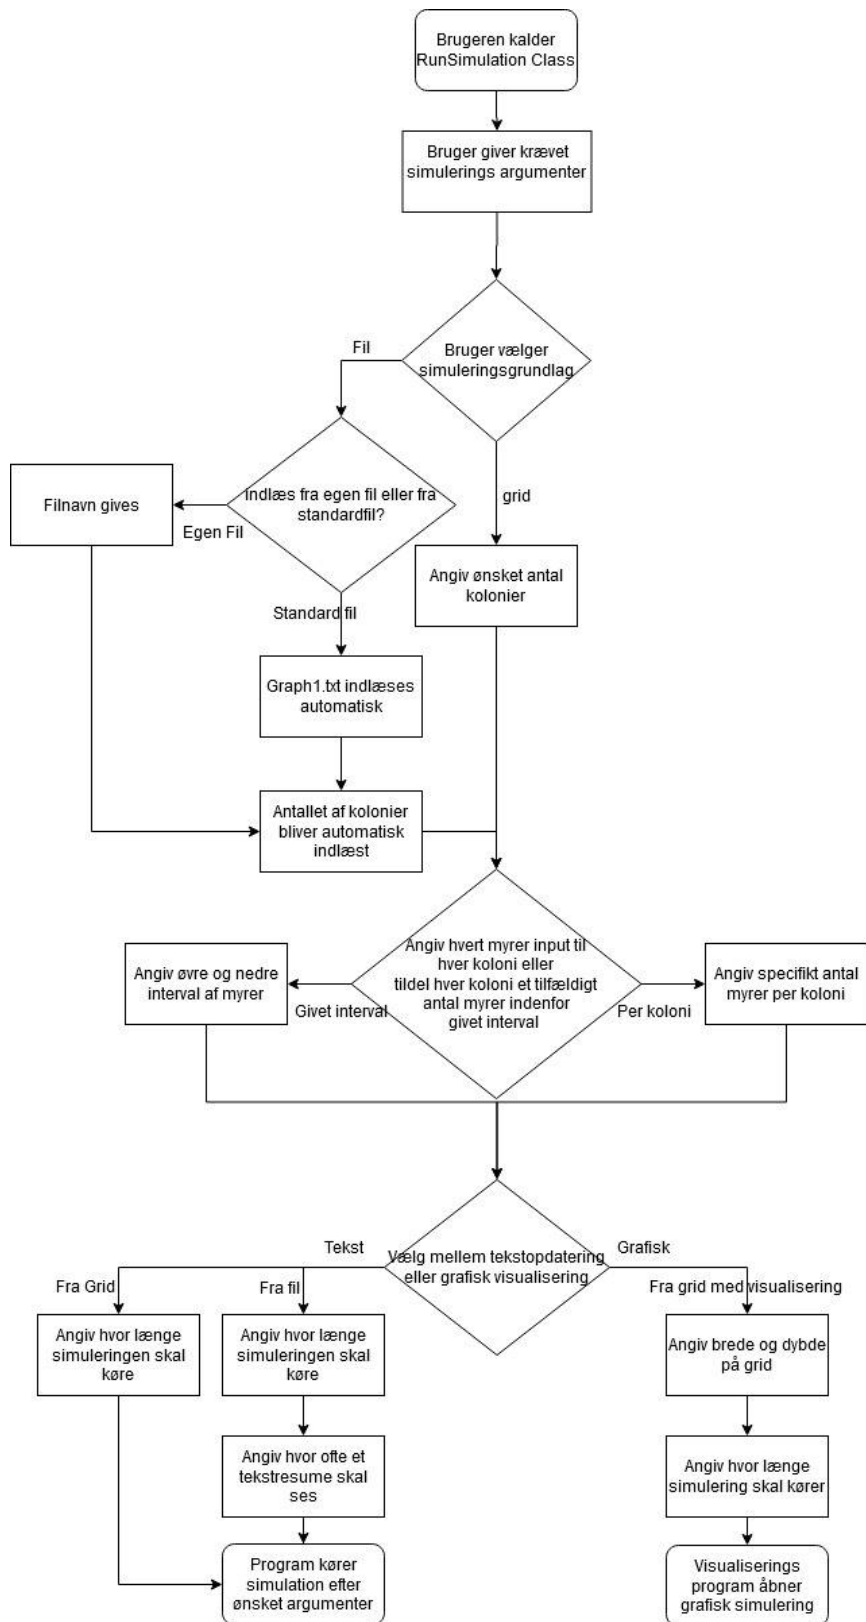 Brugeren kalder
RunSimulation Class
Bruger giver krævet
simulerings argumenter
Bruger vælger
simuleringsgrundlag
Fil
grid
Indlæs fra egen fil eller fra
standardfil?
Egen Fil
Filnavn gives
Standard fil
Angiv ønsket antal
kolonier
Graph1.txt indlæses
automatisk
Antallet af kolonier
bliver automatisk
indlæst
Angiv hvert myrer input til
hver koloni eller
tildel hver koloni et tilfældigt
antal myrer indenfor
givet interval
Givet interval
Per koloni
Angiv øvre og nedre
interval af myrer
Angiv specifikt antal
myrer per koloni
Vælg mellem tekstopdatering
eller grafisk visualisering
Tekst
Grafisk
Fra Grid
Fra fil
Fra grid med visualisering
Angiv hvor længe
simuleringen skal
køre
Angiv hvor længe
simuleringen skal
køre
Angiv brede og dybde
på grid
Angiv hvor ofte et
tekstresume skal
ses
Angiv hvor længe
simulering skal kører
Program kører
simulation efter
ønsket argumenter
Visualiserings
program åbner
grafisk simulering